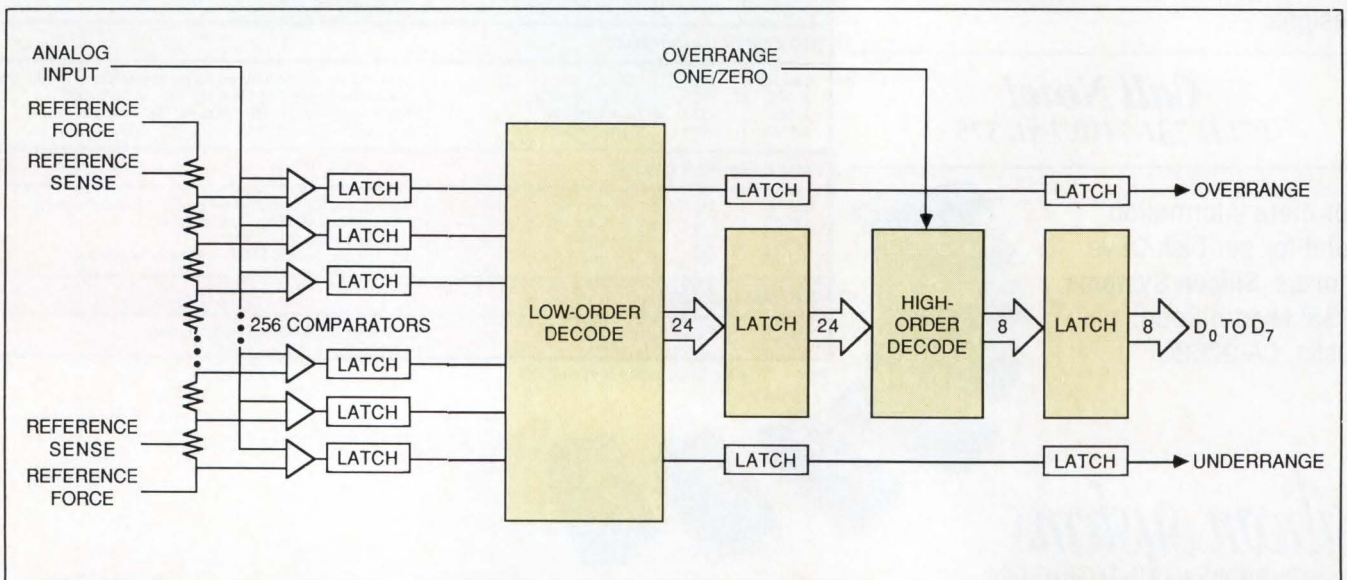 ANALOG
INPUT
REFERENCE
FORCE
REFERENCE
SENSE
LATCH
LATCH
LATCH
256 COMPARATORS
LATCH
LATCH
LATCH
REFERENCE
SENSE
REFERENCE
FORCE
LOW-ORDER
DECODE
OVERRANGE
ONE/ZERO
LATCH
24
LATCH
24
LATCH
HIGH-
ORDER
DECODE
8
LATCH
LATCH
8
LATCH
OVERRANGE
D0 TO D7
UNDERRANGE